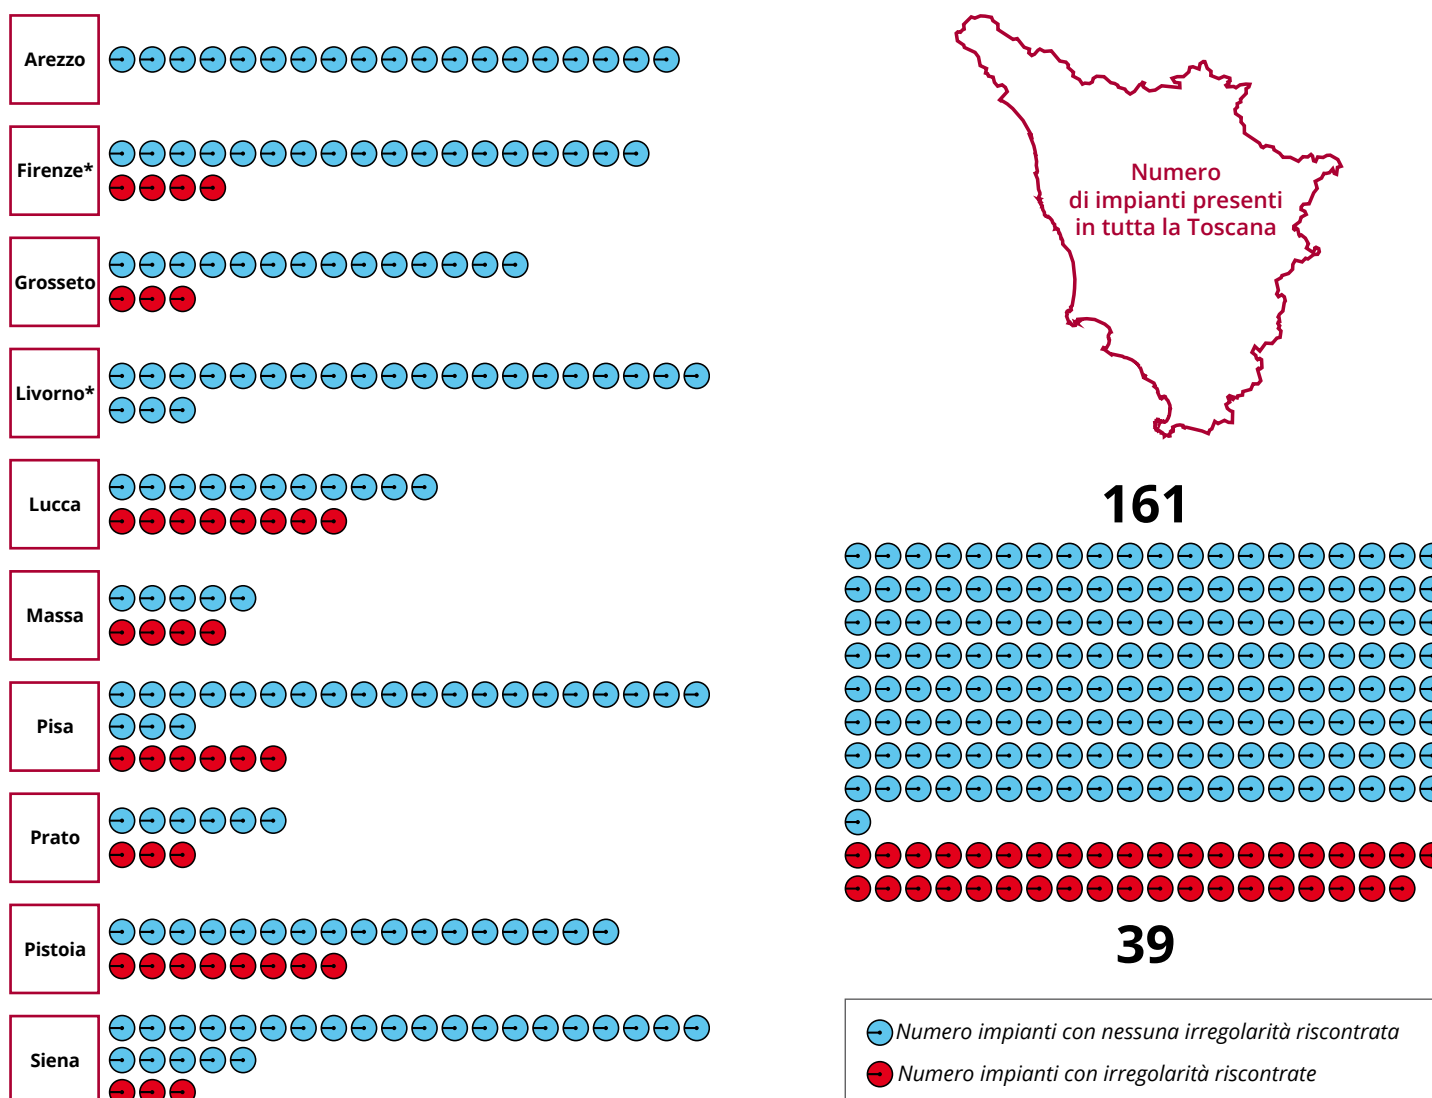 Arezzo
Firenze*
Grosseto
Livorno*
Lucca
Massa
Pisa
Prato
Pistoia
Siena
Numero
di impianti presenti
in tutta la Toscana
161
39
Numero impianti con nessuna irregolarità riscontrata
Numero impianti con irregolarità riscontrate